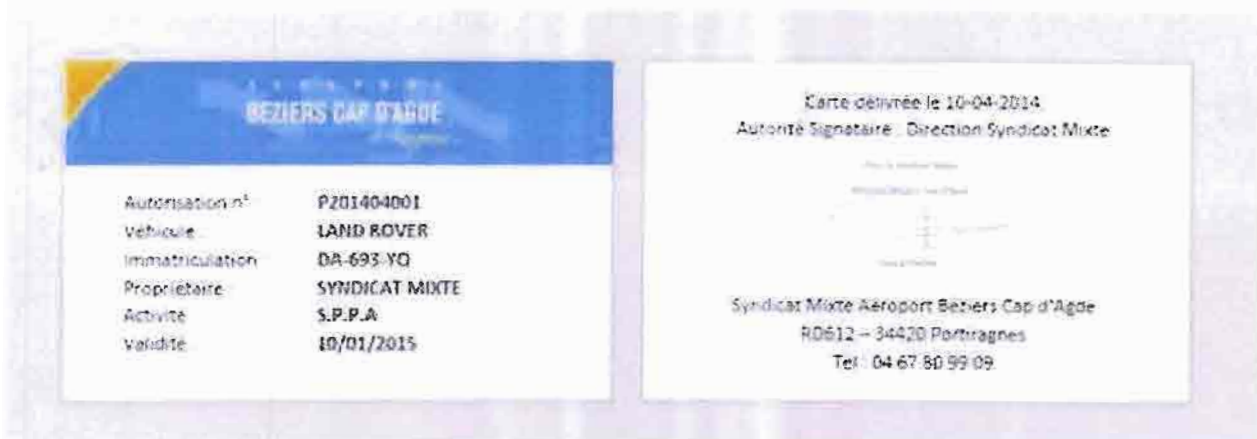 BEZIERS CAP D'AGDE
Autorisation n° P201404001
Véhicule LAND ROVER
Immatriculation DA-693-YQ
Propriétaire SYNDICAT MIXTE
Activité S.P.P.A
Validité 10/01/2015
Carte délivrée le 10-04-2014
Autorité Signataire : Direction Syndicat Mixte
Syndicat Mixte Aéroport Béziers Cap d'Agde
RD612 – 34420 Portiragnes
Tel : 04 67 80 99 09